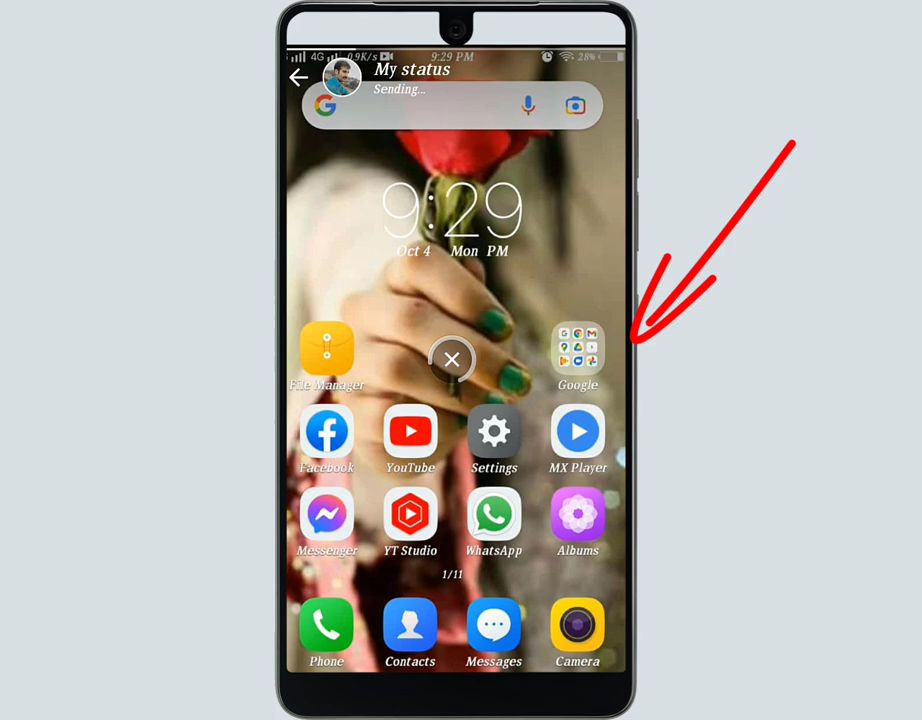 4G 0.9K/s 9:29 PM 28%
My status
Sending...
9:29
Oct 4 Mon PM
File Manager Google
Facebook YouTube Settings MX Player
Messenger YT Studio WhatsApp Albums
1/11
Phone Contacts Messages Camera